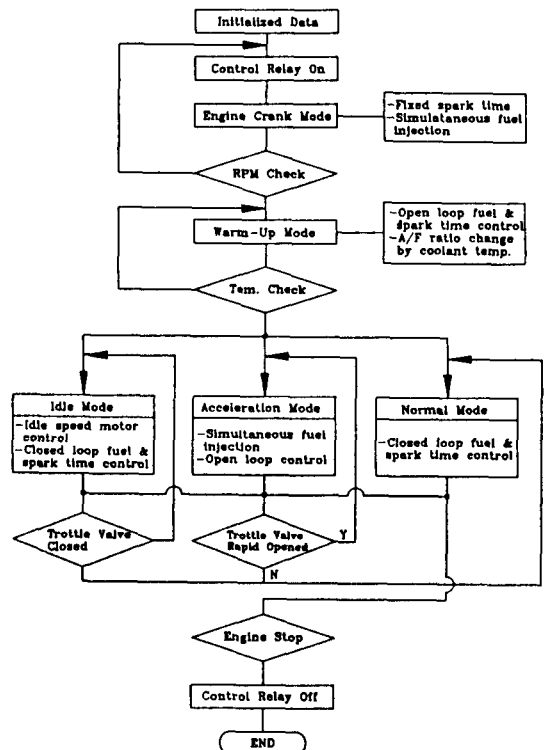 Initialized Data
Control Relay On
Engine Crank Mode
-Fixed spark time
-Simulataneous fuel
injection
RPM Check
Warm-Up Mode
-Open loop fuel &
spark time control
-A/F ratio change
by coolant temp.
Tem. Check
Idle Mode
-Idle speed motor
control
-Closed loop fuel &
spark time control
Acceleration Mode
-Simultaneous fuel
injection
-Open loop control
Normal Mode
-Closed loop fuel &
spark time control
Trottle Valve
Closed
Trottle Valve
Rapid Opened
Y
N
Engine Stop
Control Relay Off
END